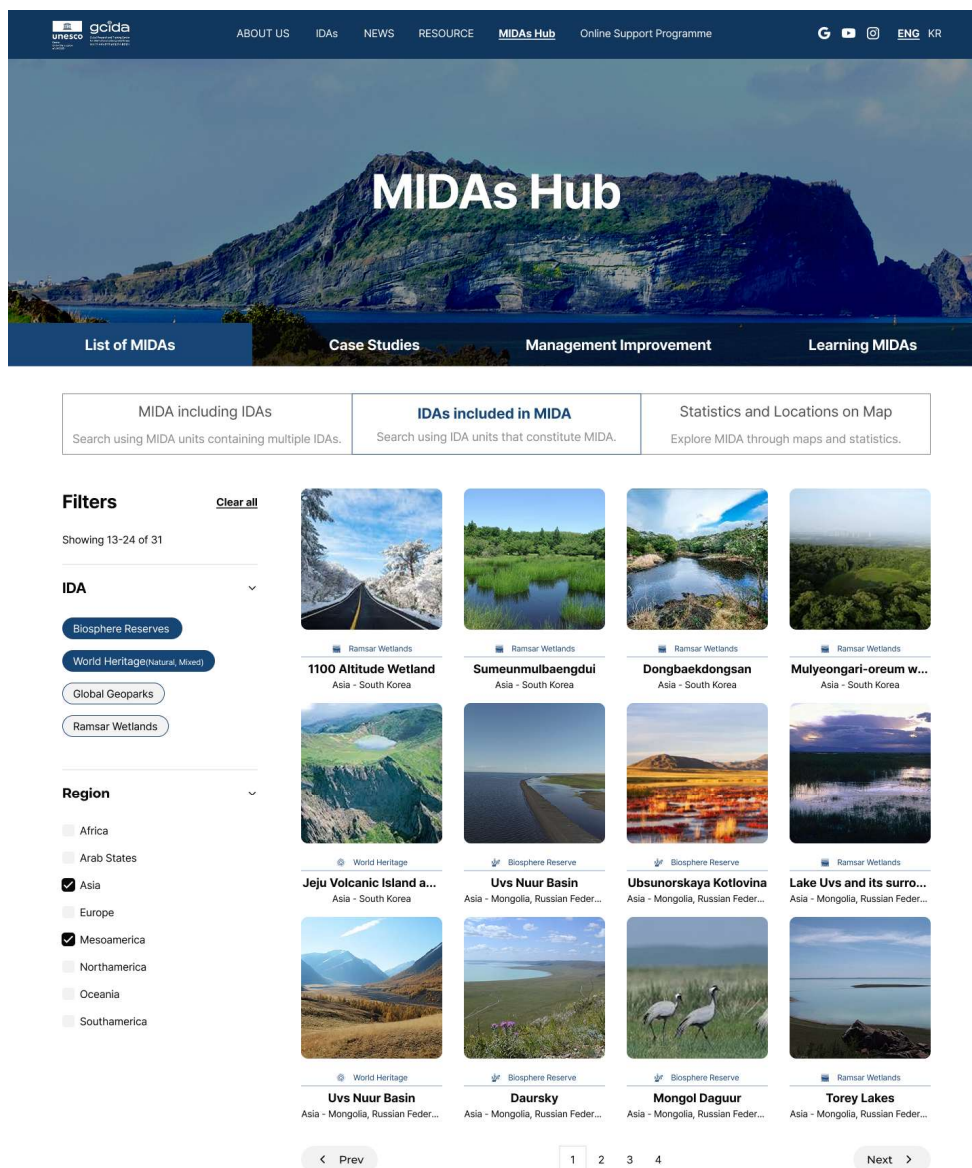 unesco
gcida
ABOUT US IDAs NEWS RESOURCE MIDAs Hub Online Support Programme ENG KR
MIDAs Hub
List of MIDAs Case Studies Management Improvement Learning MIDAs
MIDA including IDAs
Search using MIDA units containing multiple IDAs.
IDAs included in MIDA
Search using IDA units that constitute MIDA.
Statistics and Locations on Map
Explore MIDA through maps and statistics.
Filters Clear all
Showing 13-24 of 31
IDA
Biosphere Reserves
World Heritage(Natural, Mixed)
Global Geoparks
Ramsar Wetlands
Region
Africa
Arab States
Asia
Europe
Mesoamerica
Northamerica
Oceania
Southamerica
Ramsar Wetlands
1100 Altitude Wetland
Asia - South Korea
Ramsar Wetlands
Sumeunmulbaengdui
Asia - South Korea
Ramsar Wetlands
Dongbaekdongsan
Asia - South Korea
Ramsar Wetlands
Mulyeongari-oreum w...
Asia - South Korea
World Heritage
Jeju Volcanic Island a...
Asia - South Korea
Biosphere Reserve
Uvs Nuur Basin
Asia - Mongolia, Russian Feder...
Biosphere Reserve
Ubsunorskaya Kotlovina
Asia - Mongolia, Russian Feder...
Ramsar Wetlands
Lake Uvs and its surro...
Asia - Mongolia, Russian Feder...
World Heritage
Uvs Nuur Basin
Asia - Mongolia, Russian Feder...
Biosphere Reserve
Daursky
Asia - Mongolia, Russian Feder...
Biosphere Reserve
Mongol Daguur
Asia - Mongolia, Russian Feder...
Ramsar Wetlands
Torey Lakes
Asia - Mongolia, Russian Feder...
Prev 1 2 3 4 Next